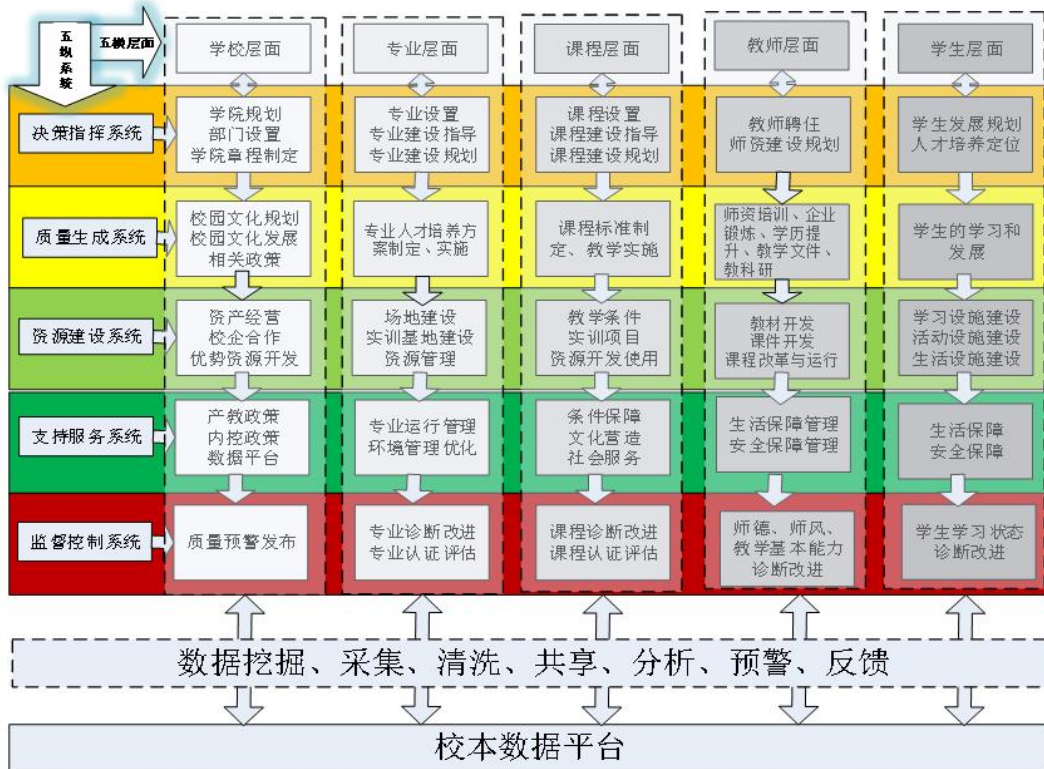 五纵系统
五横层面
学校层面
专业层面
课程层面
教师层面
学生层面
决策指挥系统
学院规划
部门设置
学院章程制定
专业设置
专业建设指导
专业建设规划
课程设置
课程建设指导
课程建设规划
教师聘任
师资建设规划
学生发展规划
人才培养定位
质量生成系统
校园文化规划
校园文化发展
相关政策
专业人才培养方
案制定、实施
课程标准制
定、教学实施
师资培训、企业
锻炼、学历提
升、教学文件、
教科研
学生的学习和
发展
资源建设系统
资产经营
校企合作
优势资源开发
场地建设
实训基地建设
资源管理
教学条件
实训项目
资源开发使用
教材开发
课件开发
课程改革与运行
学习设施建设
活动设施建设
生活设施建设
支持服务系统
产教政策
内控政策
数据平台
专业运行管理
环境管理优化
条件保障
文化营造
社会服务
生活保障管理
安全保障管理
生活保障
安全保障
监督控制系统
质量预警发布
专业诊断改进
专业认证评估
课程诊断改进
课程认证评估
师德、师风、
教学基本能力
诊断改进
学生学习状态
诊断改进
数据挖掘、采集、清洗、共享、分析、预警、反馈
校本数据平台